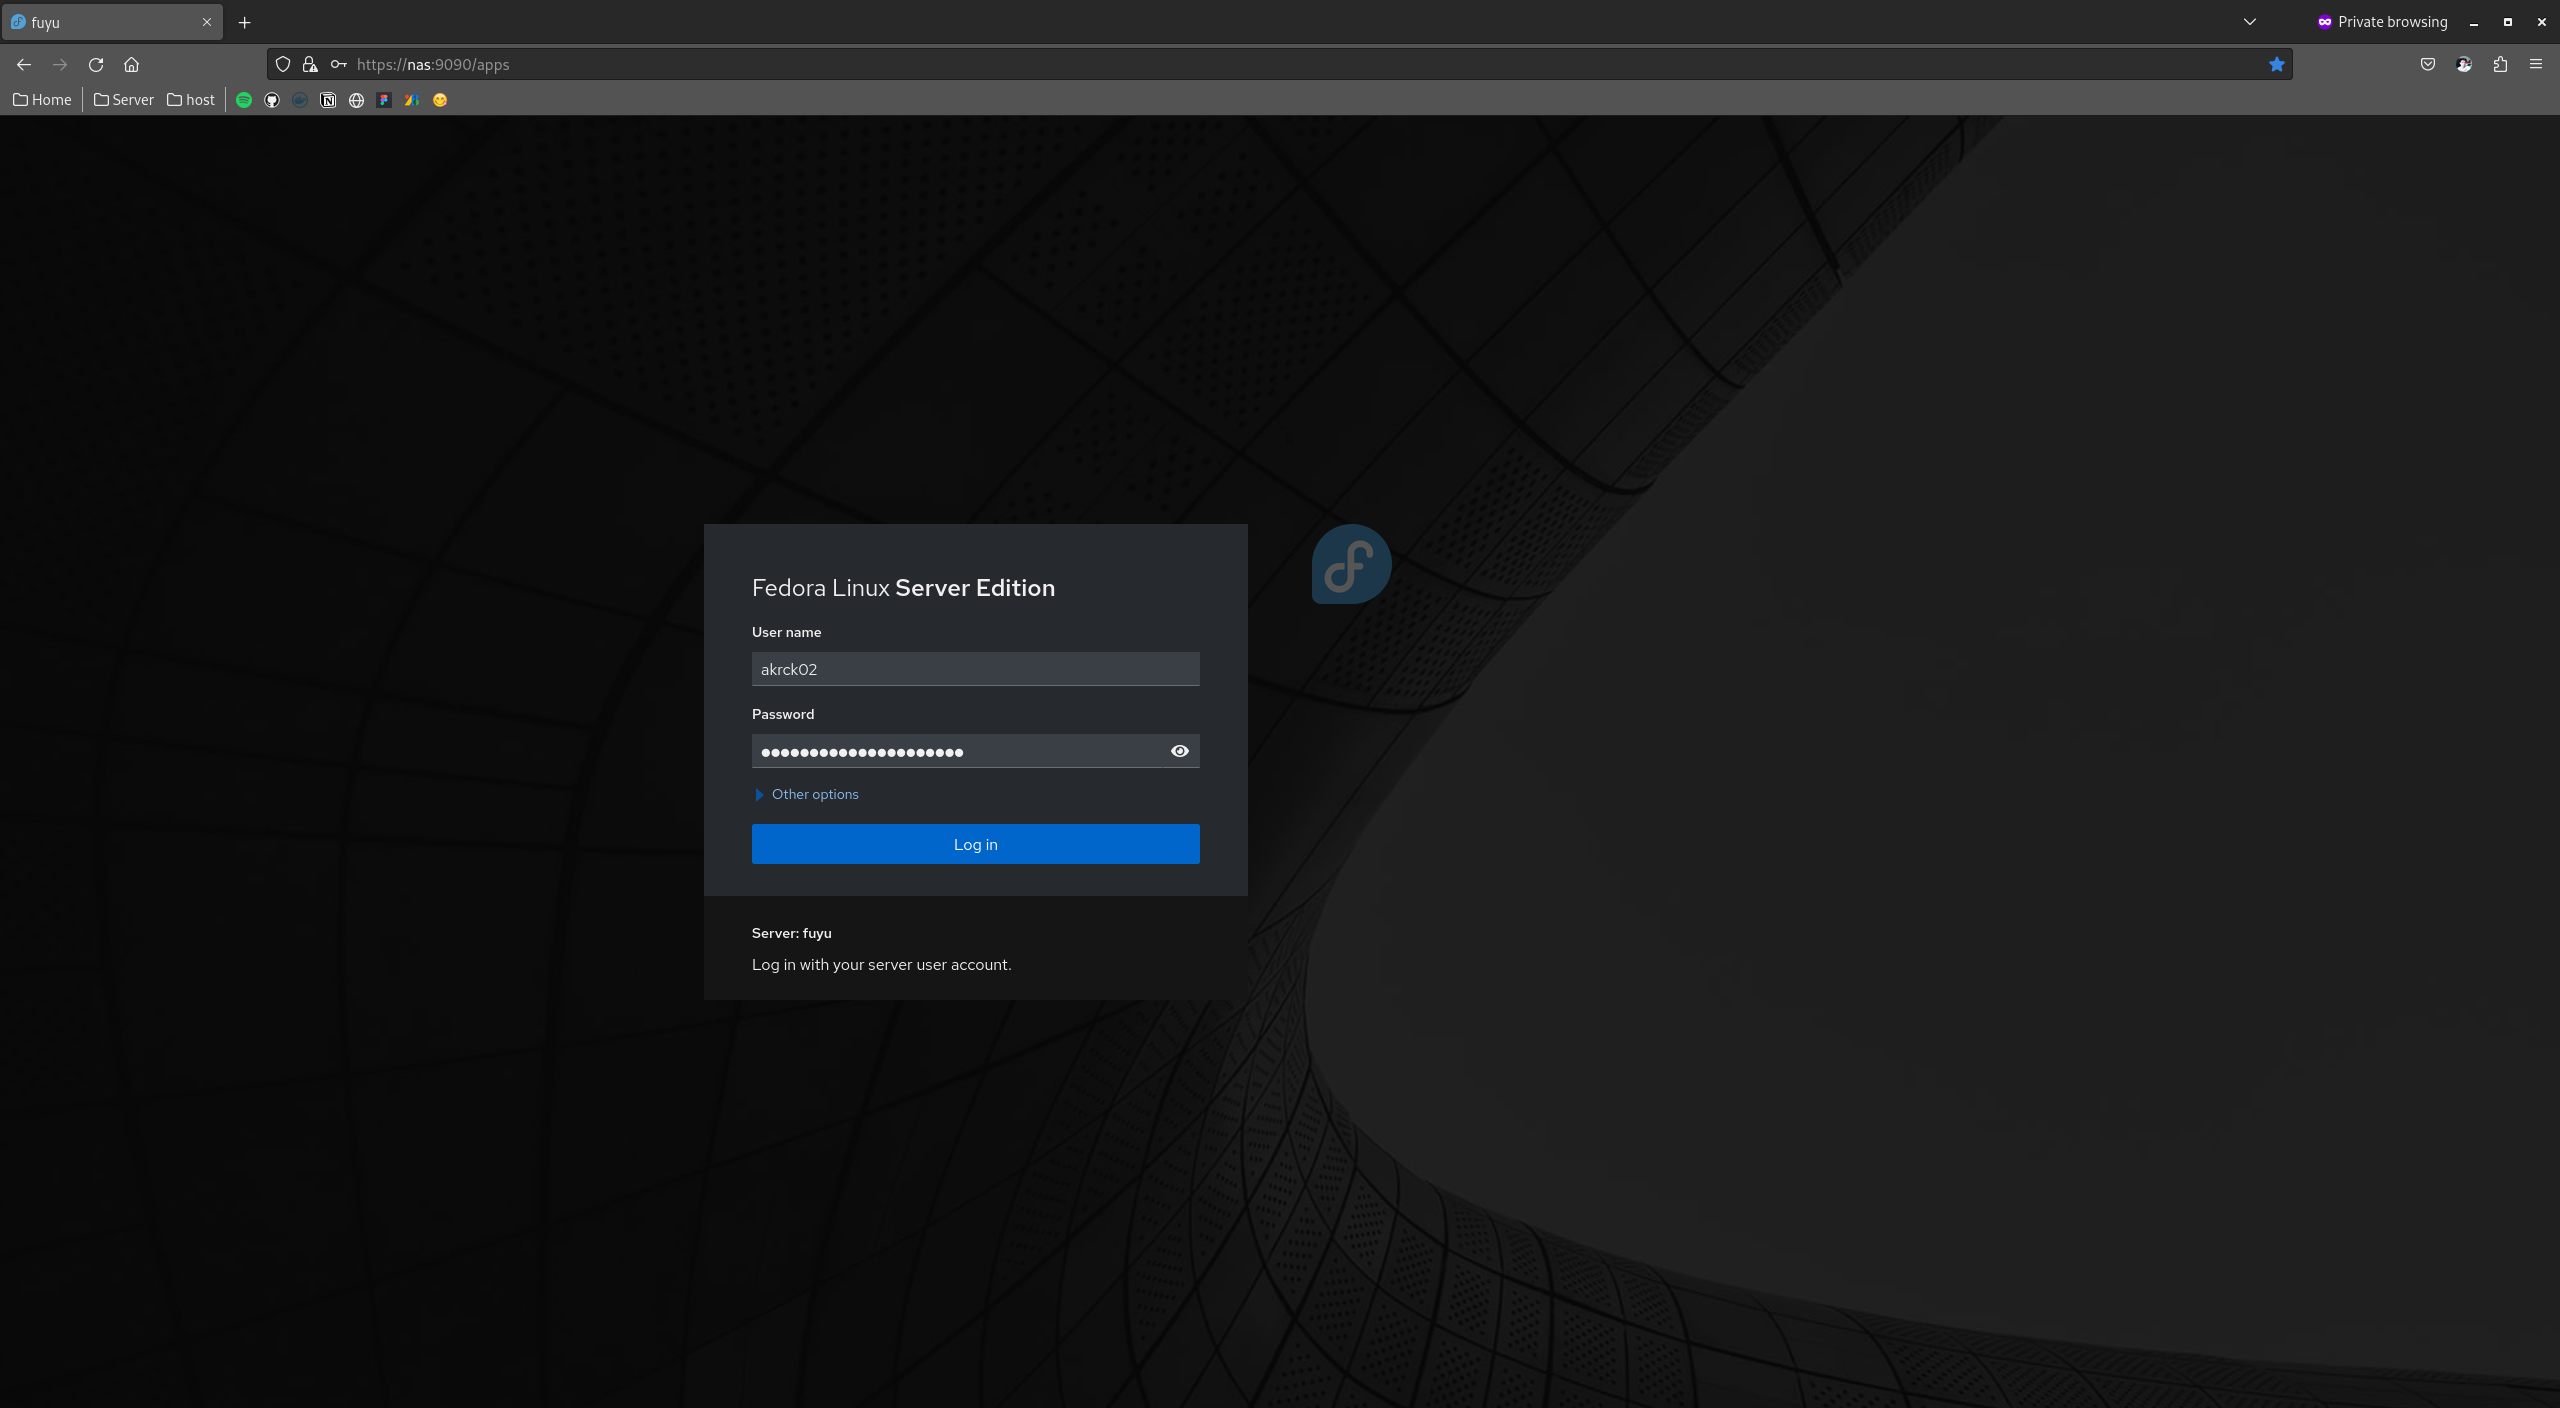 fuyu
Private browsing
https://nas:9090/apps
Home
Server
host
Fedora Linux Server Edition
User name
akrck02
Password
Other options
Log in
Server: fuyu
Log in with your server user account.